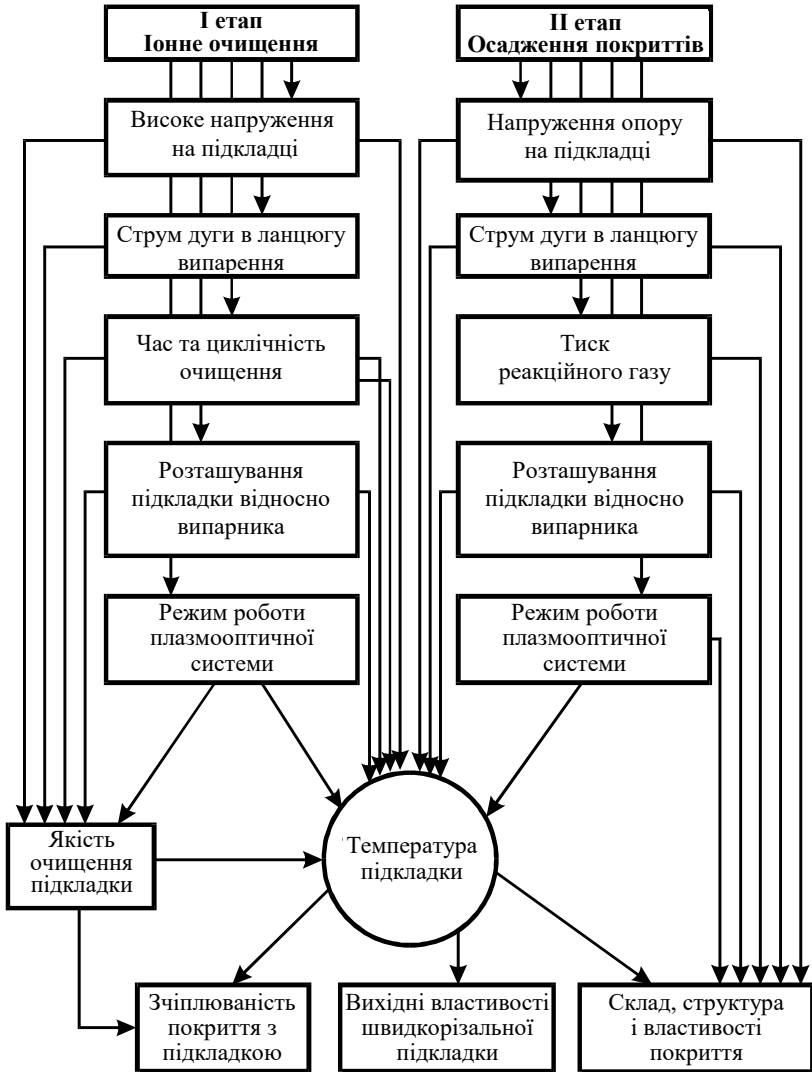 I етап
Іонне очищення
II етап
Осадження покриттів
Високе напруження
на підкладці
Напруження опору
на підкладці
Струм дуги в ланцюгу
випарення
Струм дуги в ланцюгу
випарення
Час та циклічність
очищення
Тиск
реакційного газу
Розташування
підкладки відносно
випарника
Розташування
підкладки відносно
випарника
Режим роботи
плазмооптичної
системи
Режим роботи
плазмооптичної
системи
Якість
очищення
підкладки
Температура
підкладки
Зчіплюваність
покриття з
підкладкою
Вихідні властивості
швидкорізальної
підкладки
Склад, структура
і властивості
покриття